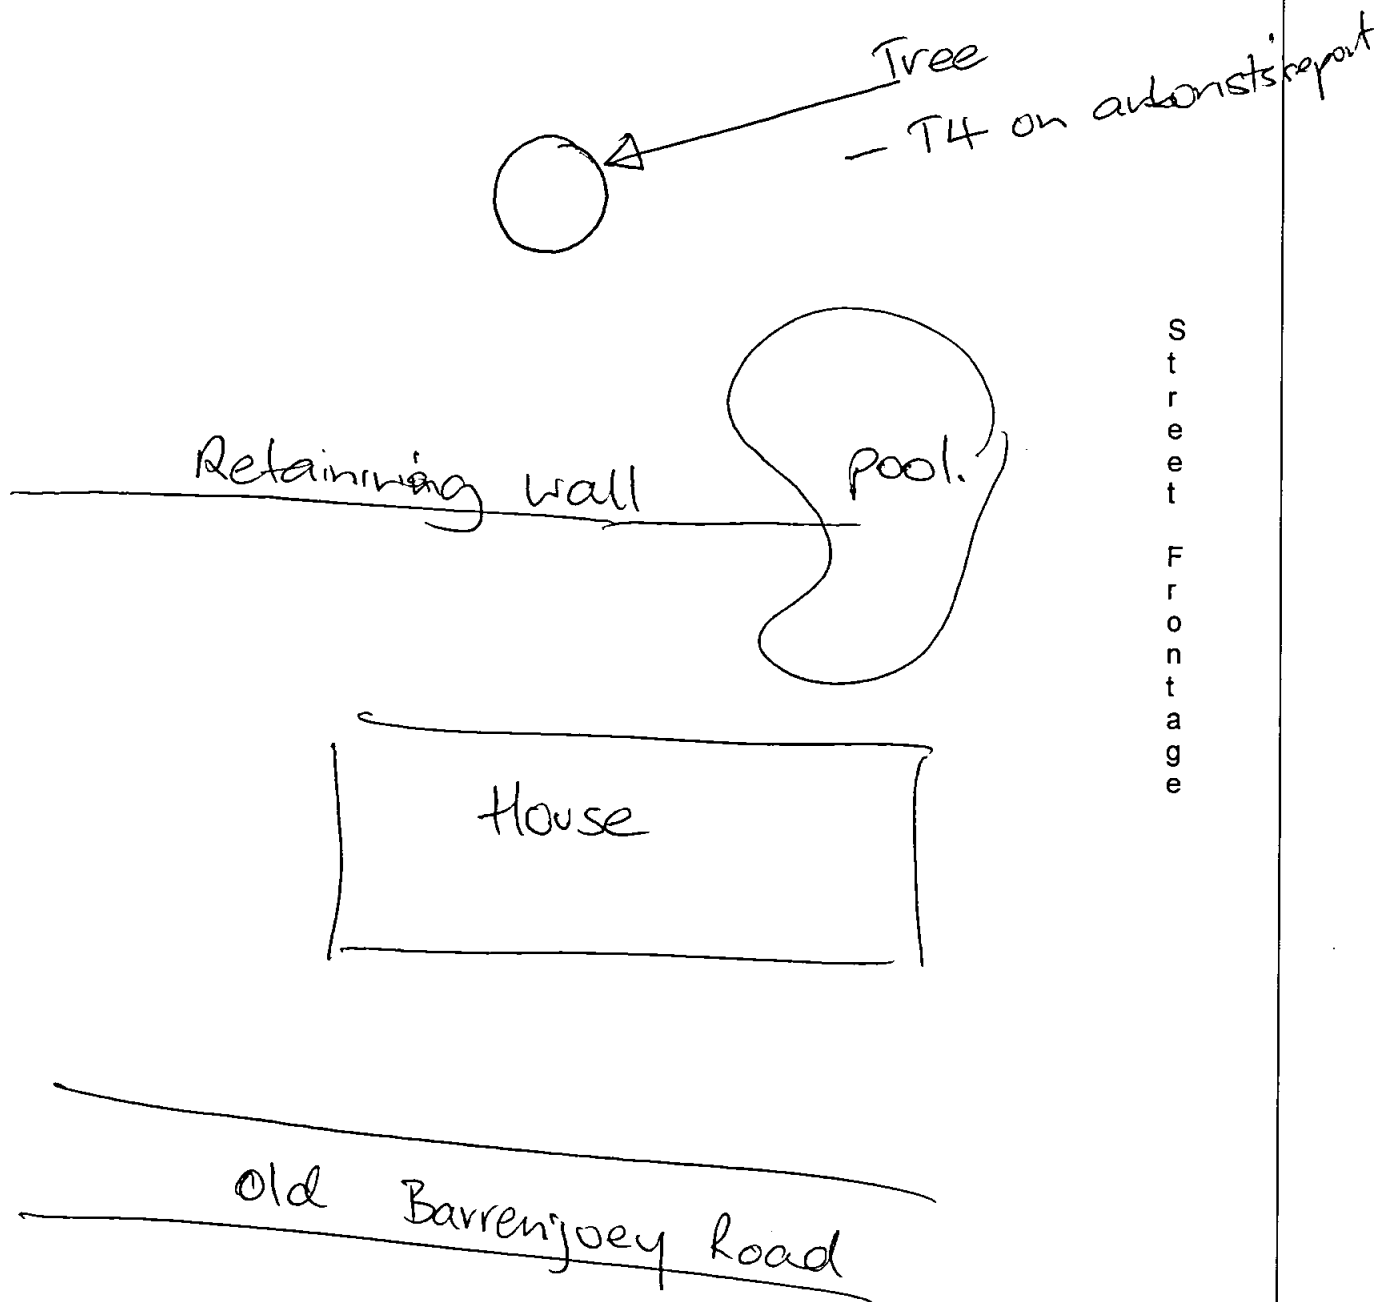 Tree
- T4 on arborists' report
Retaining wall
pool.
Street Frontage
House
Old Barrenjoey Road